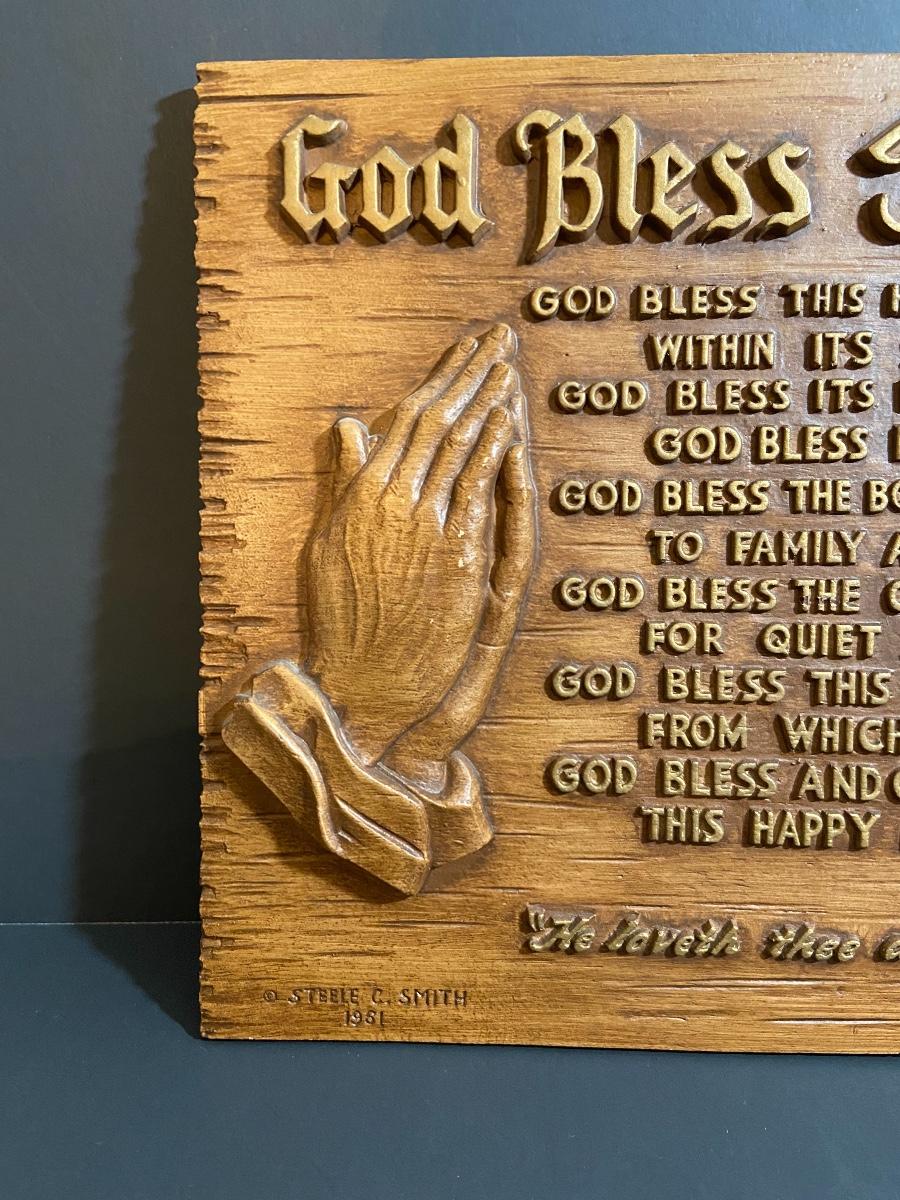 God Bless
GOD BLESS THIS
WITHIN ITS
GOD BLESS ITS
GOD BLESS
GOD BLESS THE
TO FAMILY
GOD BLESS THE
FOR QUIET
GOD BLESS THIS
FROM WHICH
GOD BLESS AND
THIS HAPPY
"He loveth thee
© STEELE C. SMITH
1981